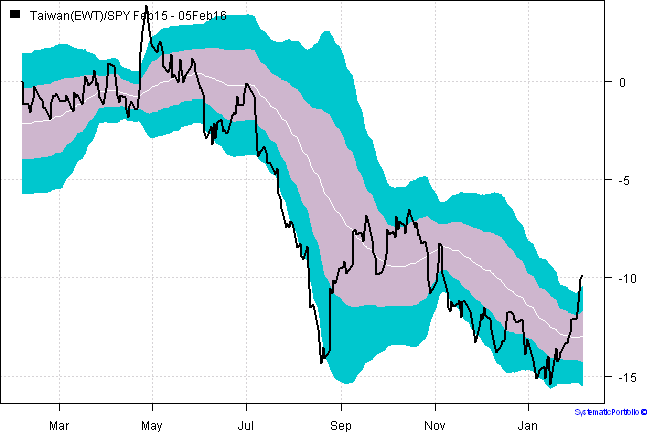 Taiwan(EWT)/SPY Feb15 - 05Feb16
0
-5
-10
-15
Mar May Jul Sep Nov Jan
SystematicPortfolio ©